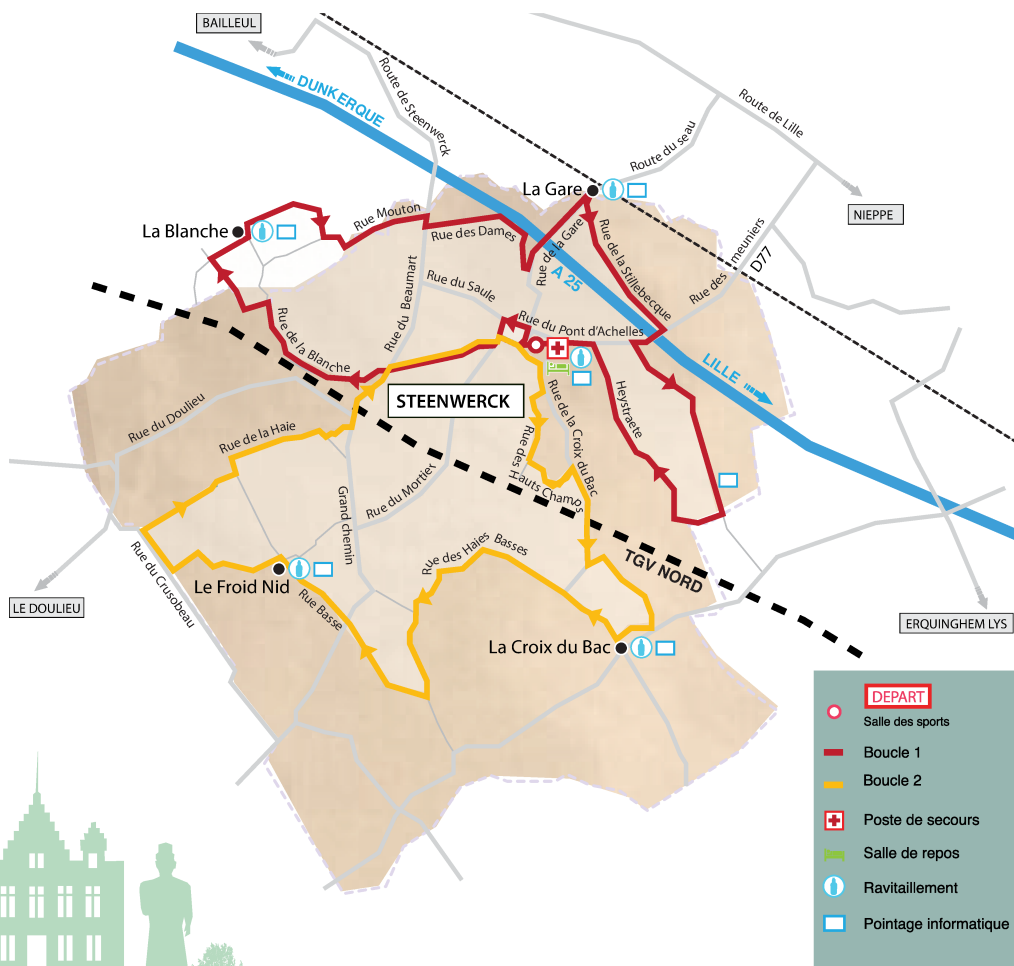 BAILLEUL
DUNKERQUE
Route de Steenwerck
Route de Lille
Route du seau
La Gare
NIEPPE
La Blanche
Rue Mouton
Rue des Dames
Rue de la Gare
Rue de la Stillebecque
Rue des meuniers
D77
A 25
Rue du Saule
Rue du Beaumart
Rue du Pont d'Achelles
Rue de la Blanche
LILLE
STEENWERCK
Heystraete
Rue de la Croix du Bac
Rue du Doulieu
Rue de la Haie
Rue des Hauts Champs
Rue du Mortier
Grand chemin
Rue des Haies Basses
TGV NORD
Rue du Crusobeau
Le Froid Nid
Rue Basse
LE DOULIEU
ERQUINGHEM LYS
La Croix du Bac
DEPART
Salle des sports
Boucle 1
Boucle 2
Poste de secours
Salle de repos
Ravitaillement
Pointage informatique